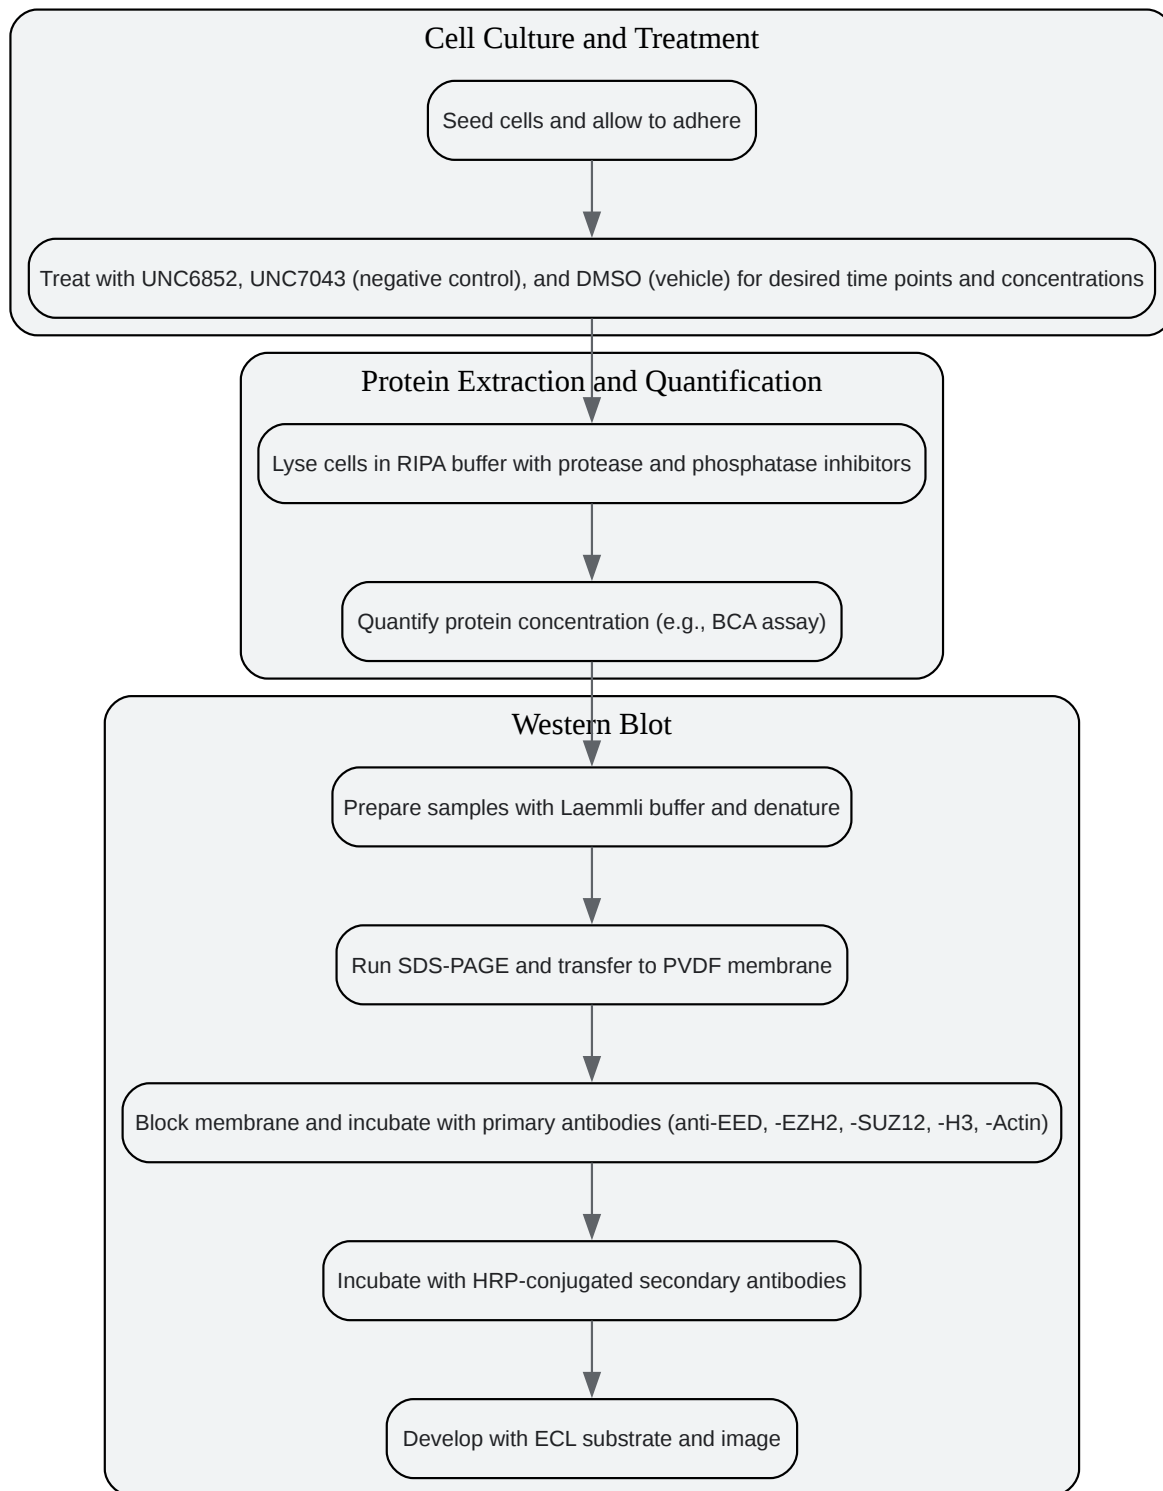 Cell Culture and Treatment
Seed cells and allow to adhere
Treat with UNC6852, UNC7043 (negative control), and DMSO (vehicle) for desired time points and concentrations
Protein Extraction and Quantification
Lyse cells in RIPA buffer with protease and phosphatase inhibitors
Quantify protein concentration (e.g., BCA assay)
Western Blot
Prepare samples with Laemmli buffer and denature
Run SDS-PAGE and transfer to PVDF membrane
Block membrane and incubate with primary antibodies (anti-EED, -EZH2, -SUZ12, -H3, -Actin)
Incubate with HRP-conjugated secondary antibodies
Develop with ECL substrate and image